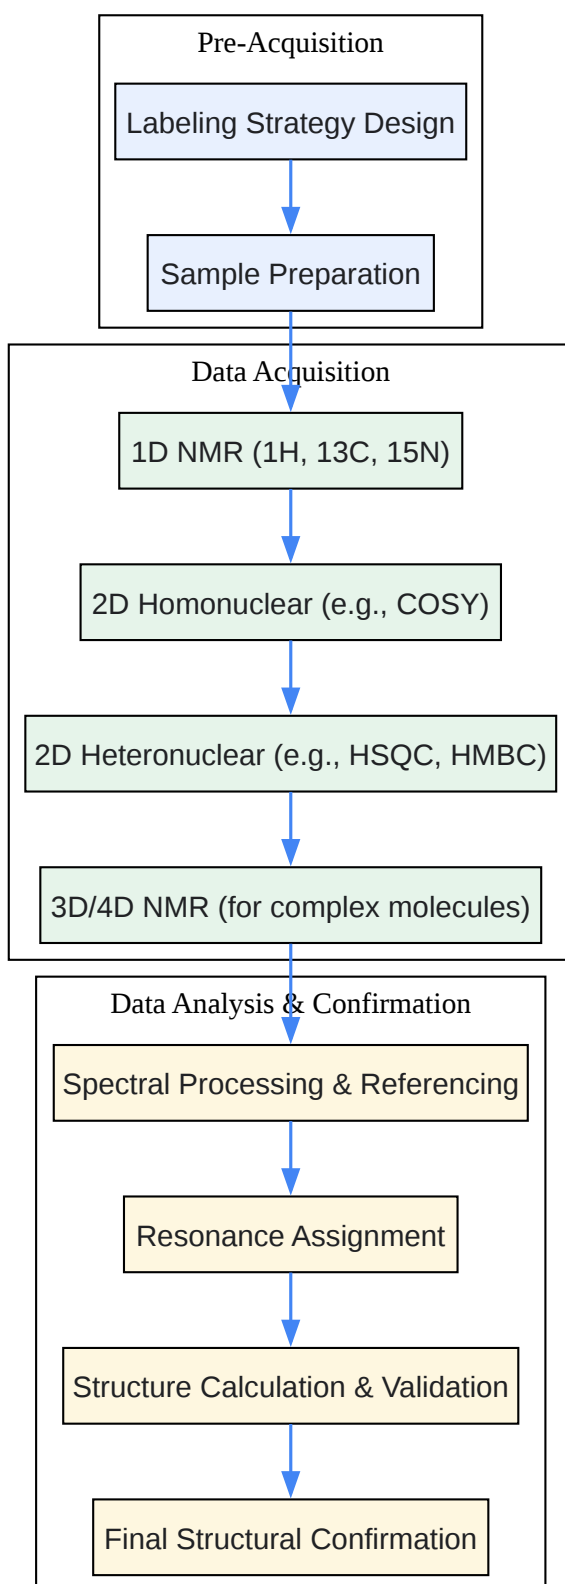 Pre-Acquisition
Labeling Strategy Design
Sample Preparation
Data Acquisition
1D NMR (1H, 13C, 15N)
2D Homonuclear (e.g., COSY)
2D Heteronuclear (e.g., HSQC, HMBC)
3D/4D NMR (for complex molecules)
Data Analysis & Confirmation
Spectral Processing & Referencing
Resonance Assignment
Structure Calculation & Validation
Final Structural Confirmation